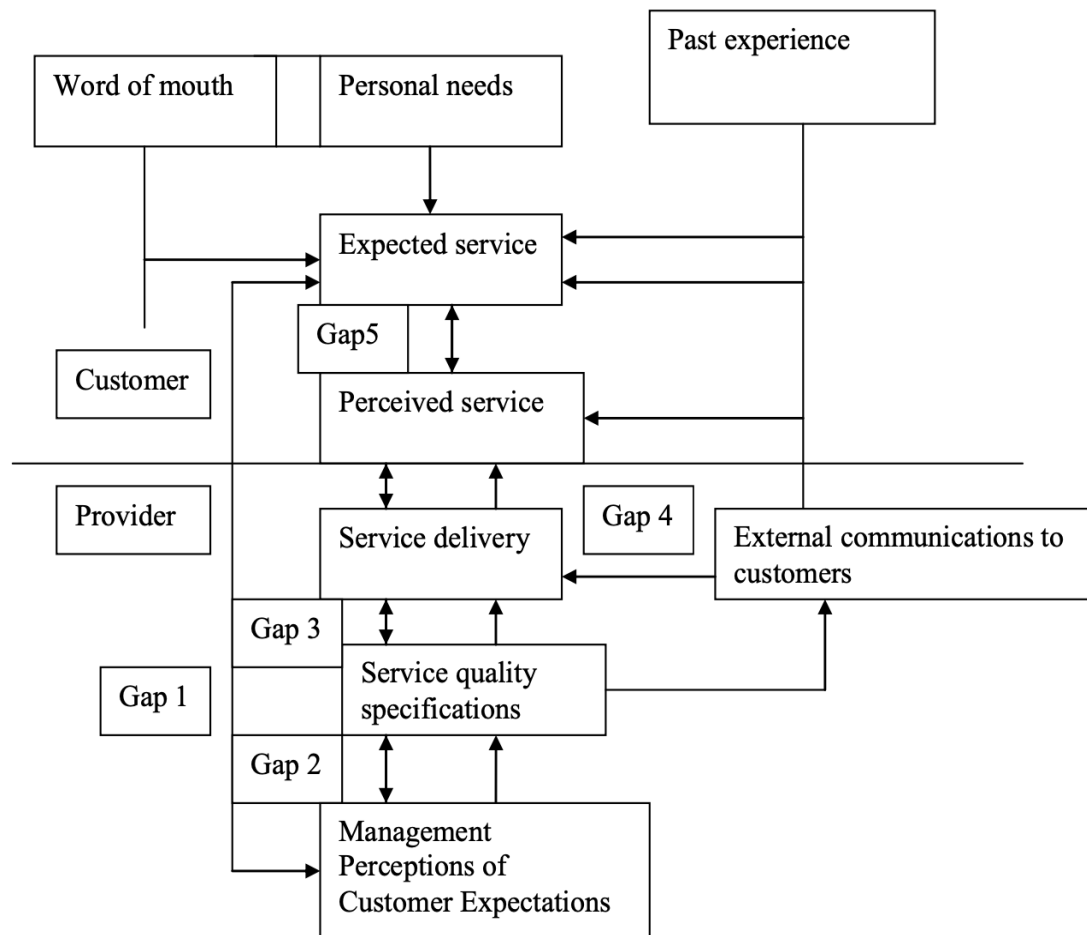 Past experience
Word of mouth
Personal needs
Expected service
Gap5
Customer
Perceived service
Provider
Service delivery
Gap 4
External communications to
customers
Gap 3
Service quality
specifications
Gap 1
Gap 2
Management
Perceptions of
Customer Expectations